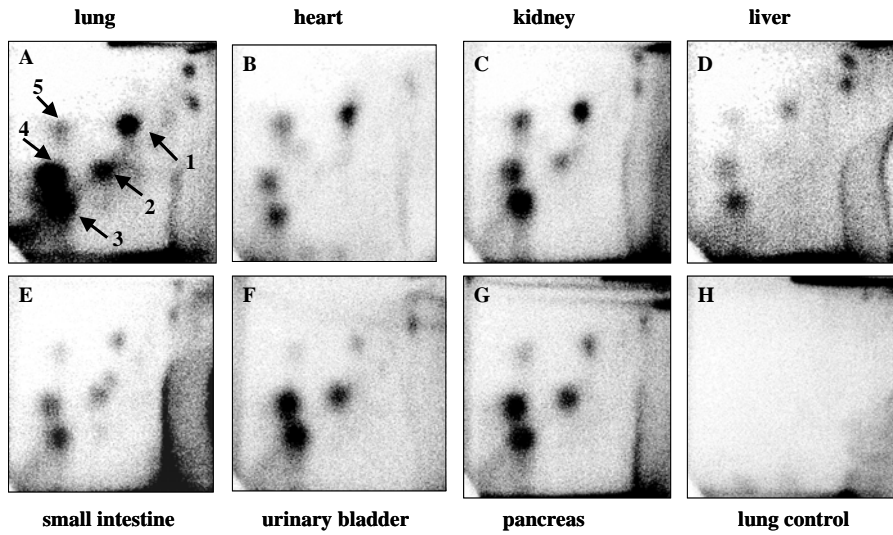 lung heart kidney liver
A B C D
5
4
1
2
3
E F G H
small intestine urinary bladder pancreas lung control